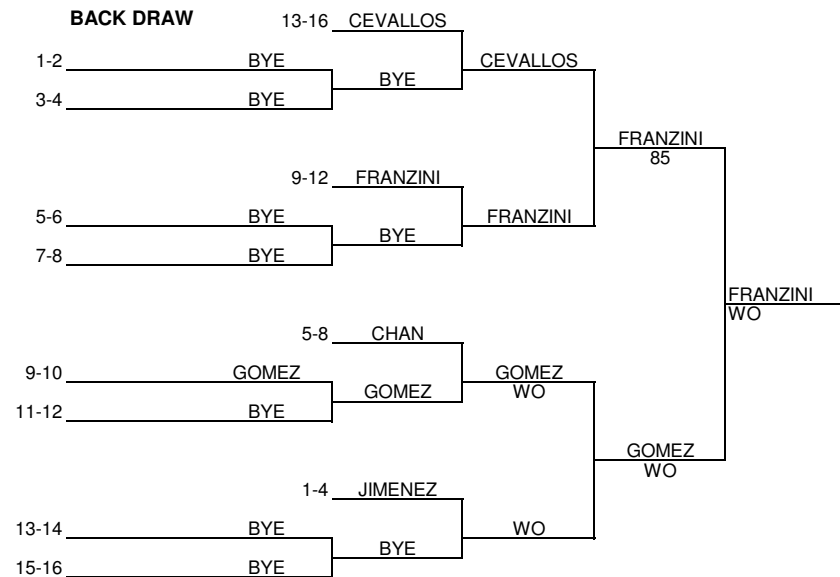 BACK DRAW
13-16 CEVALLOS
1-2 BYE CEVALLOS
BYE
3-4 BYE
FRANZINI
85
9-12 FRANZINI
5-6 BYE FRANZINI
BYE
7-8 BYE
FRANZINI
WO
5-8 CHAN
9-10 GOMEZ GOMEZ
GOMEZ WO
11-12 BYE
GOMEZ
WO
1-4 JIMENEZ
13-14 BYE WO
BYE
15-16 BYE